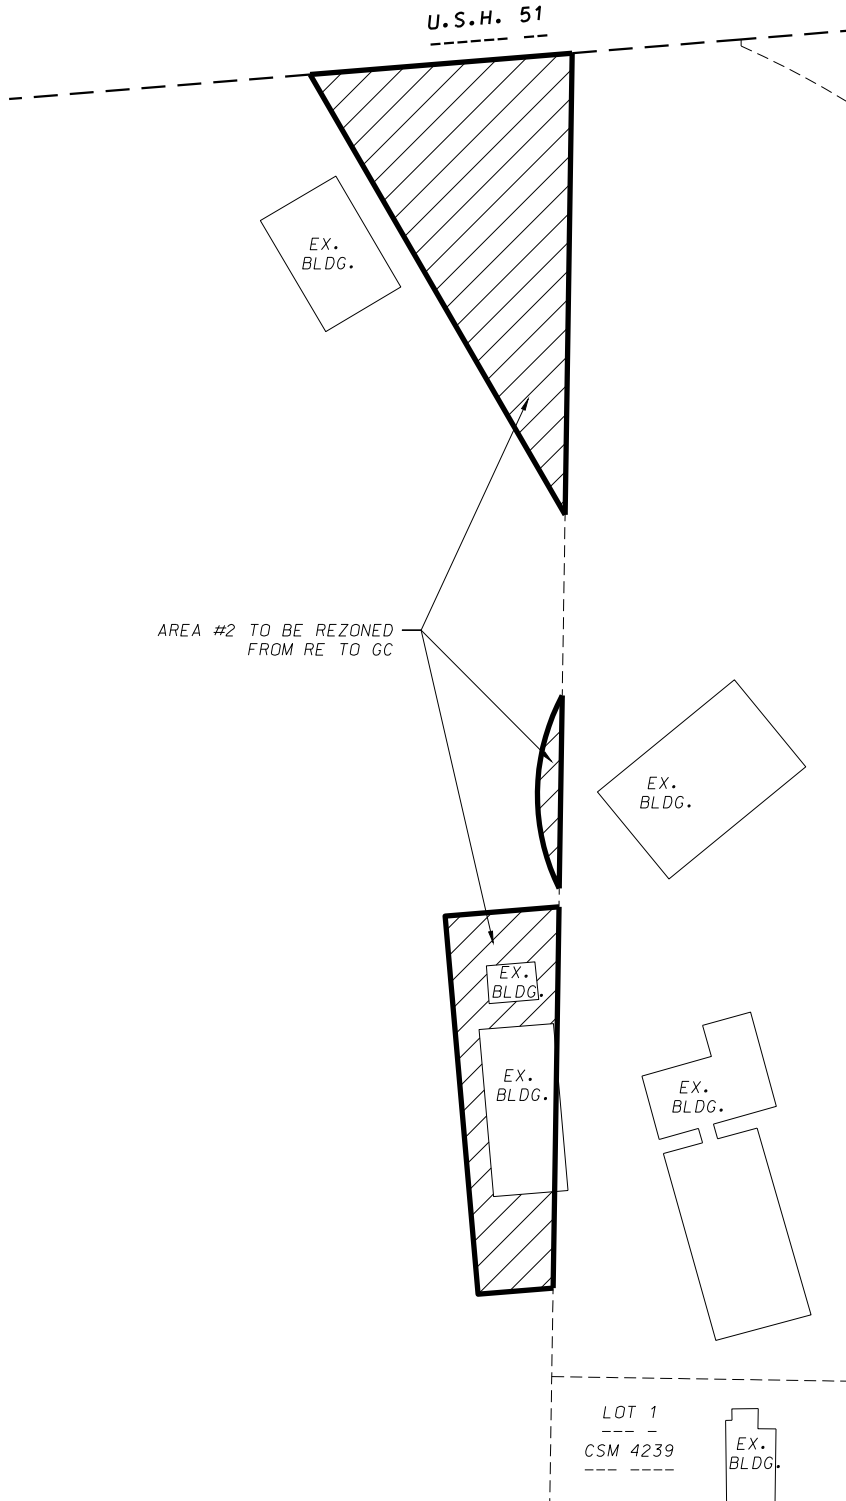 U.S.H. 51
EX.
BLDG.
AREA #2 TO BE REZONED
FROM RE TO GC
EX.
BLDG.
EX.
BLDG.
EX.
BLDG.
EX.
BLDG.
LOT 1
CSM 4239
EX.
BLDG.